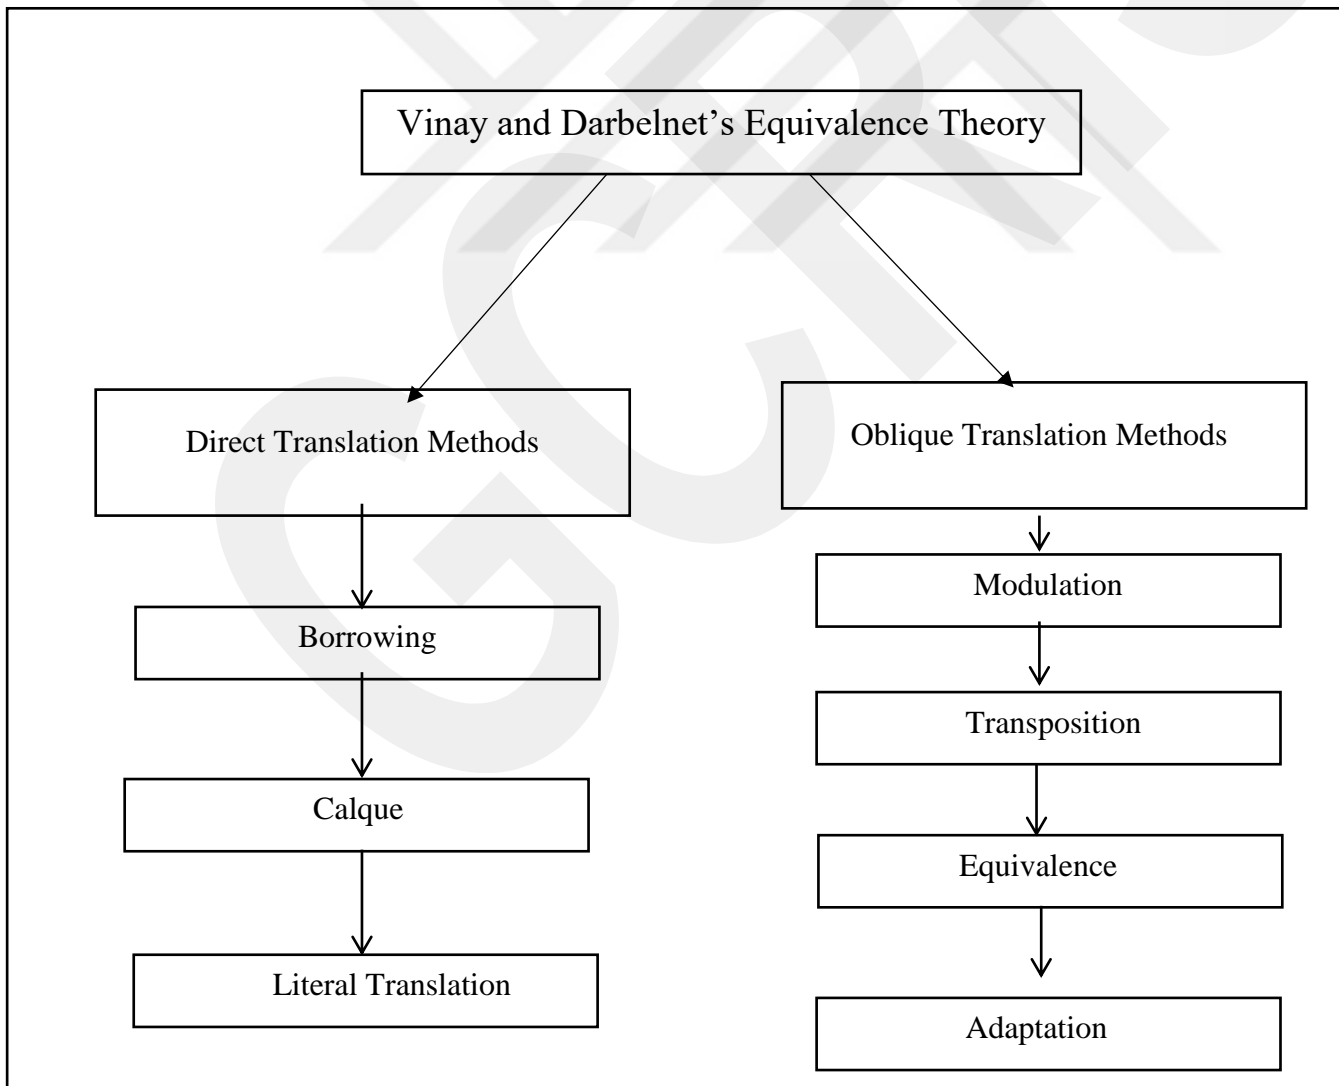 Vinay and Darbelnet’s Equivalence Theory
Direct Translation Methods
Borrowing
Calque
Literal Translation
Oblique Translation Methods
Modulation
Transposition
Equivalence
Adaptation